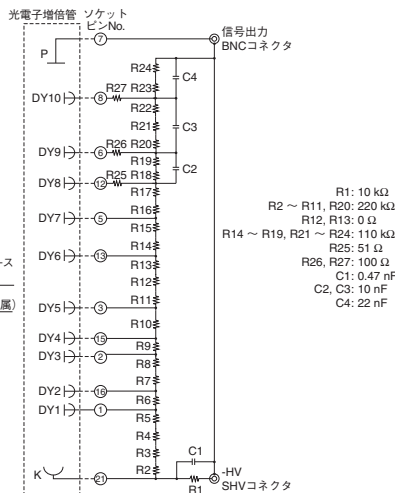 光電子増倍管 ソケット
ピンNo.
信号出力
BNCコネクタ
P
7
R24
C4
R27 R23
DY10
8
R22
R21
C3
R26 R20
DY9
6
R19
C2
R25 R18
DY8
12
R17
R16
DY7
5
R15
R14
DY6
13
R13
R12
R11
DY5
3
R10
DY4
15
R9
DY3
2
R8
R7
DY2
16
R6
DY1
1
R5
R4
R3
R2
C1
K
21
R1
-HV
SHVコネクタ
ース
属)
R1: 10 kΩ
R2 ～ R11, R20: 220 kΩ
R12, R13: 0 Ω
R14 ～ R19, R21 ～ R24: 110 kΩ
R25: 51 Ω
R26, R27: 100 Ω
C1: 0.47 nF
C2, C3: 10 nF
C4: 22 nF